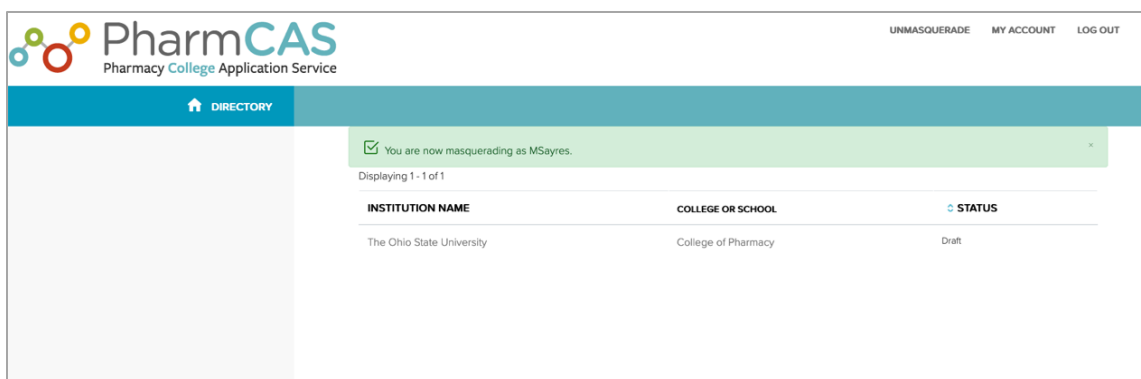 PharmCAS
Pharmacy College Application Service
UNMASQUERADE MY ACCOUNT LOG OUT
DIRECTORY
You are now masquerading as MSayres. ×
Displaying 1 - 1 of 1
INSTITUTION NAME COLLEGE OR SCHOOL STATUS
The Ohio State University College of Pharmacy Draft